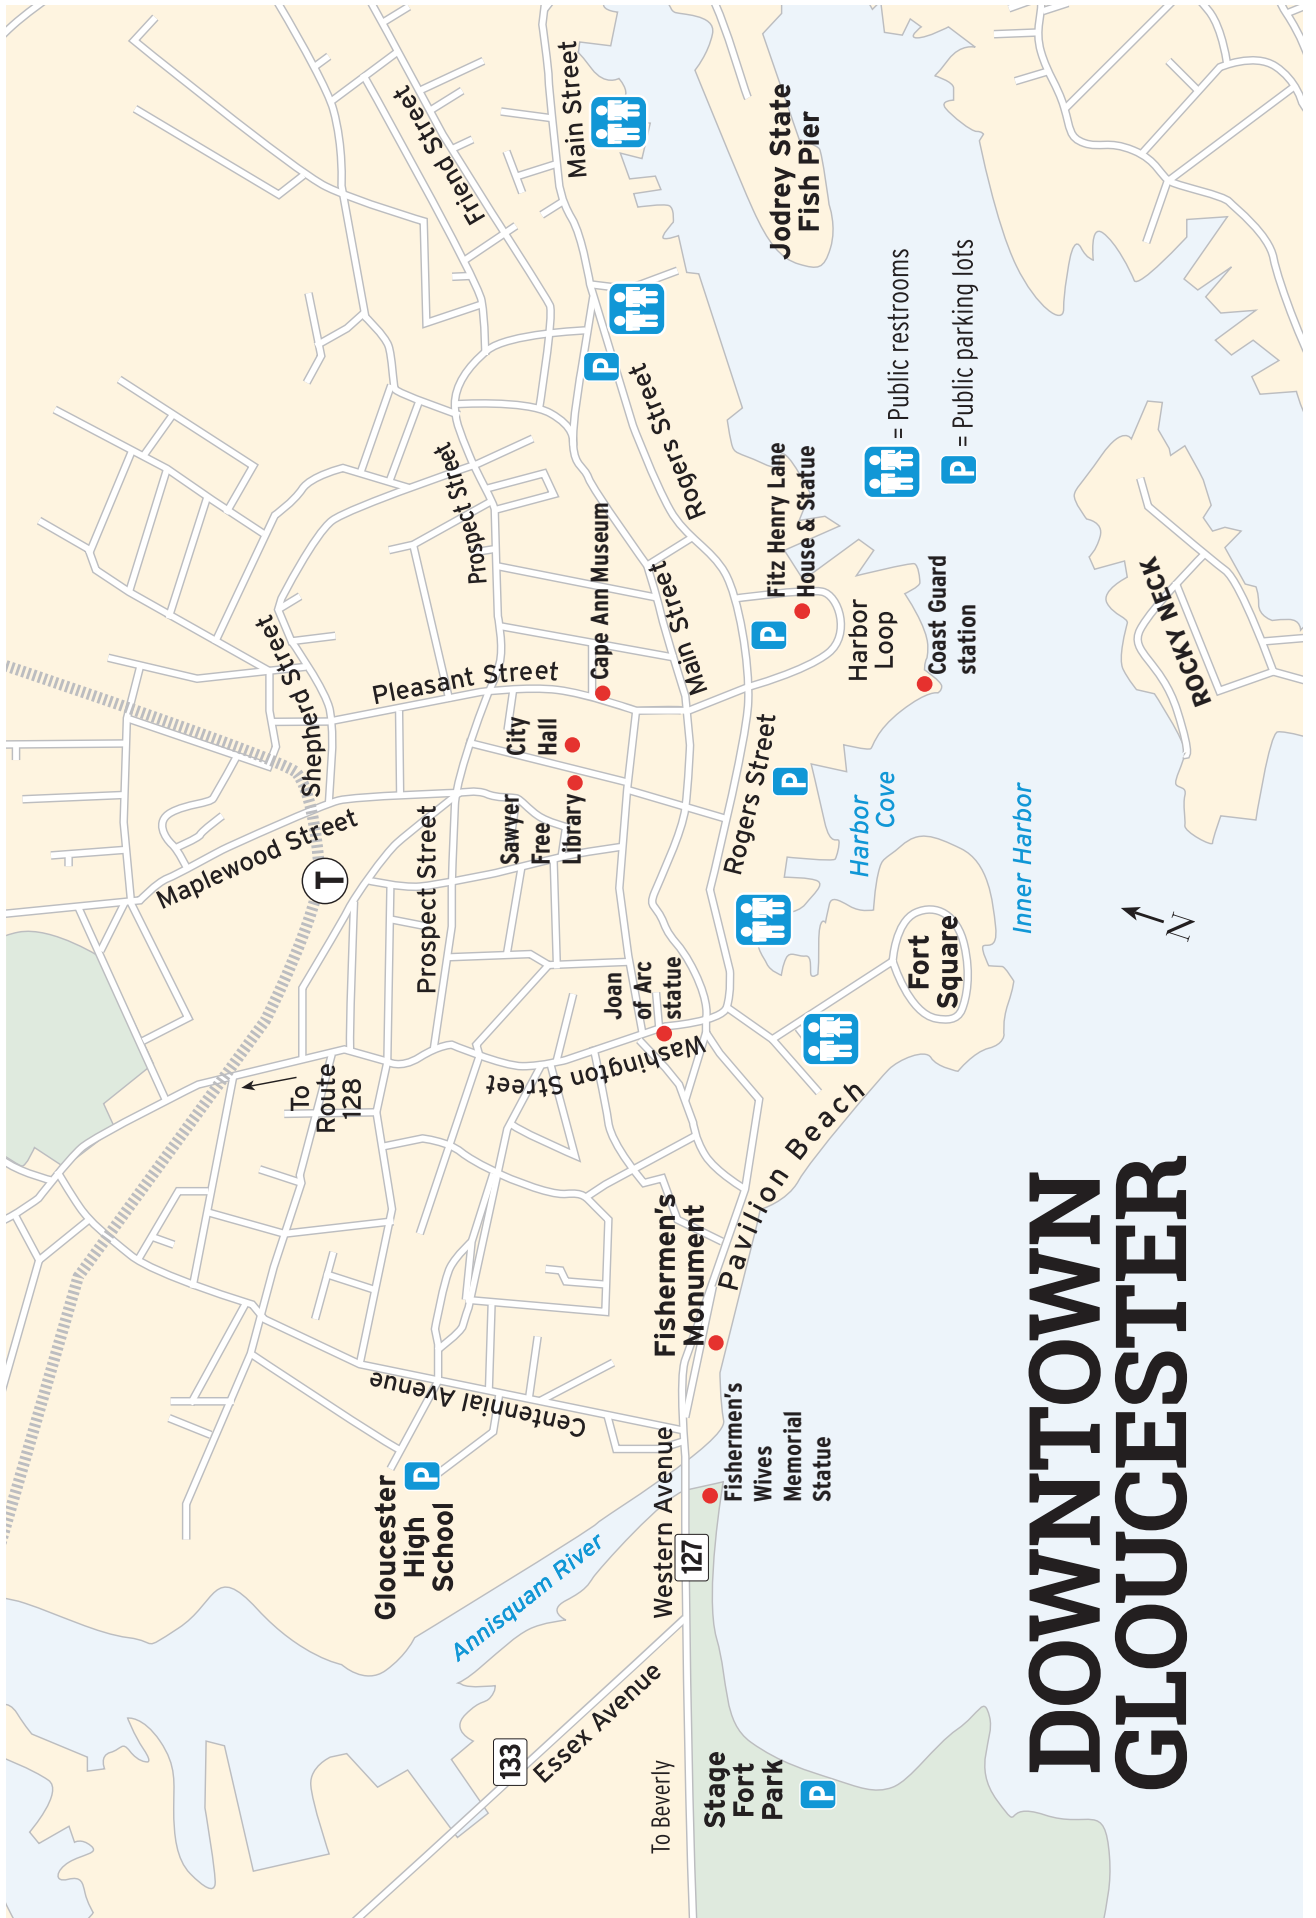 DOWNTOWN
GLOUCESTER
To Beverly
Stage
Fort
Park
P
133
Essex Avenue
Annisquam River
Western Avenue
127
Gloucester
High
School
P
Centennial Avenue
Fishermen's
Wives
Memorial
Statue
Fishermen's
Monument
Pavilion Beach
To
Route
128
Washington Street
Joan
of Arc
statue
T
Maplewood Street
Shepherd Street
Prospect Street
Sawyer
Free
Library
City
Hall
Pleasant Street
Cape Ann Museum
Prospect Street
Main Street
Rogers Street
P
Fort
Square
Harbor
Cove
Inner Harbor
N
P
Harbor
Loop
Fitz Henry Lane
House & Statue
Coast Guard
station
Rogers Street
P
Friend Street
Main Street
Jodrey State
Fish Pier
= Public restrooms
P = Public parking lots
ROCKY NECK